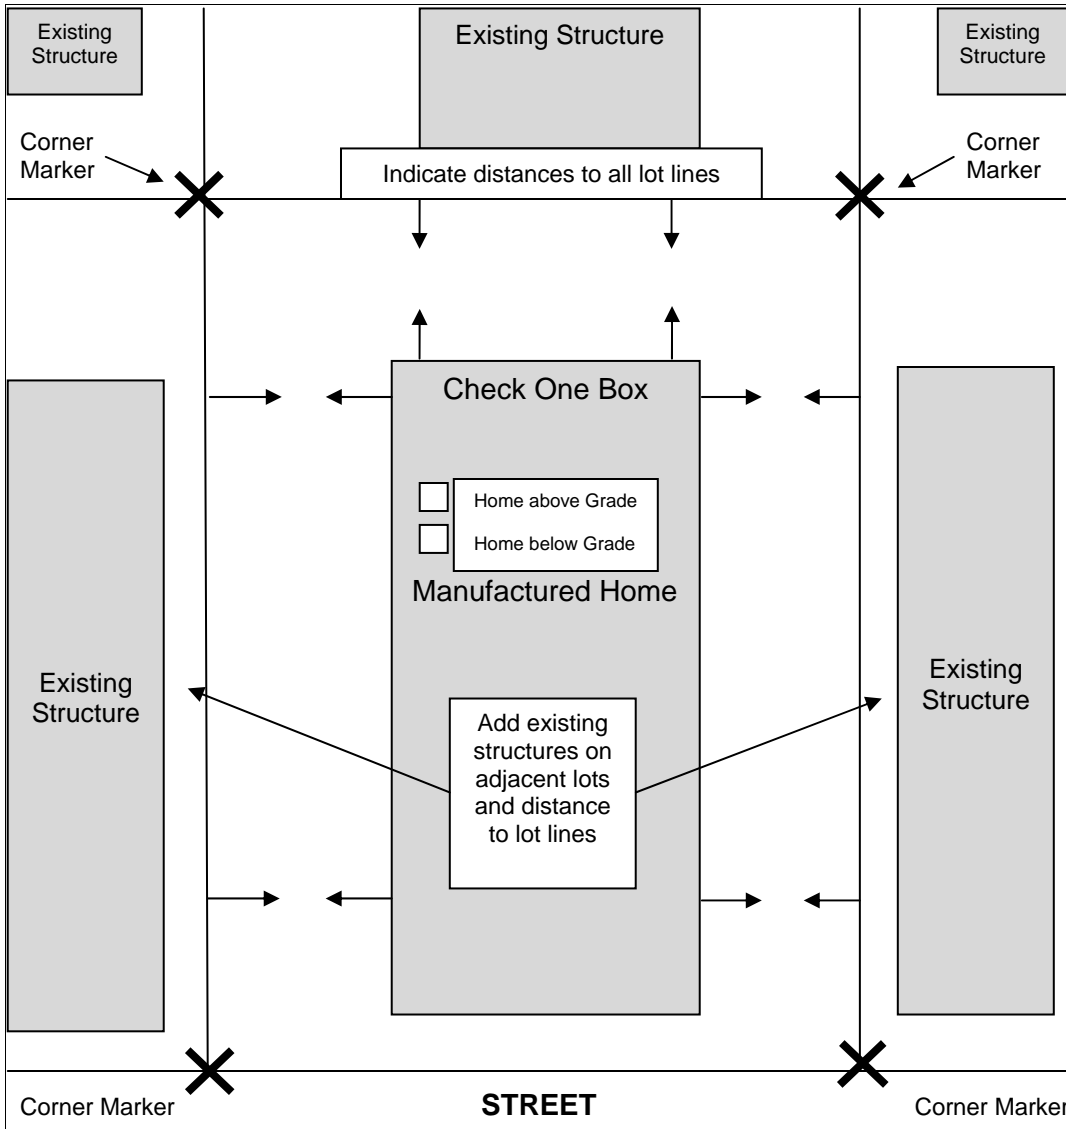 Existing
Structure
Existing Structure
Existing
Structure
Corner
Marker
Indicate distances to all lot lines
Corner
Marker
Check One Box
Home above Grade
Home below Grade
Manufactured Home
Existing
Structure
Add existing
structures on
adjacent lots
and distance
to lot lines
Existing
Structure
Corner Marker
STREET
Corner Marker